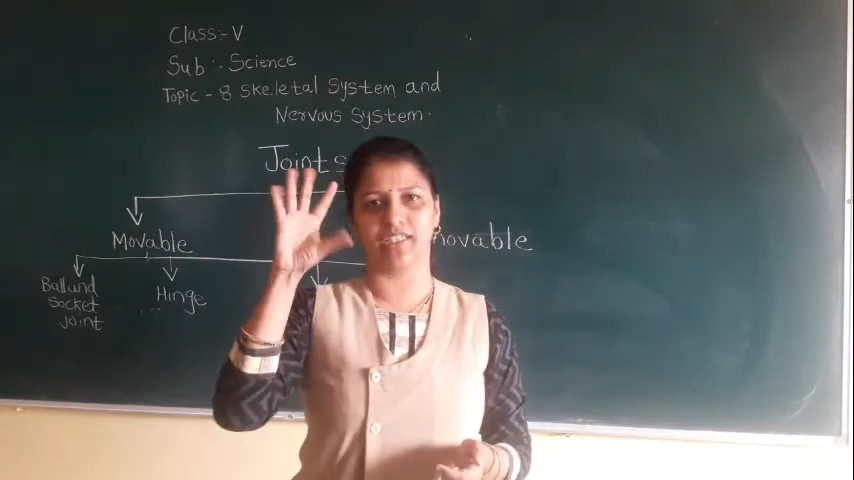 Class:- V
Sub :- Science
Topic - 8 Skeletal System and
Nervous System.
Joints
Movable
movable
Ball and
Socket
joint
Hinge